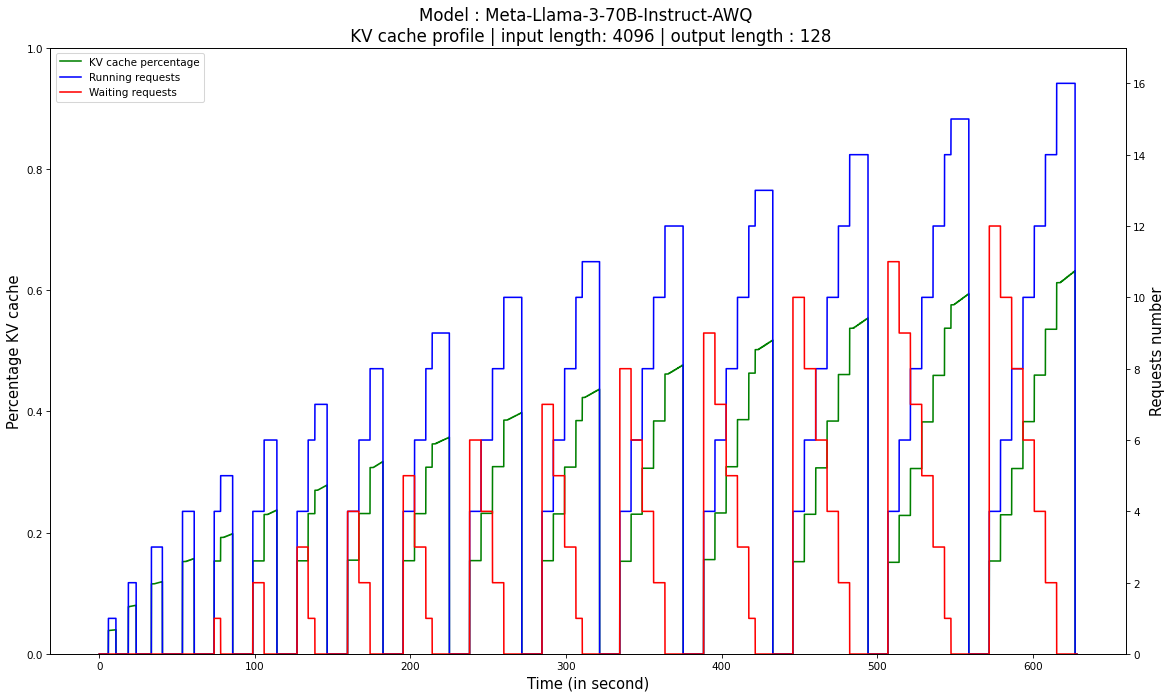 Model : Meta-Llama-3-70B-Instruct-AWQ
KV cache profile | input length: 4096 | output length : 128
KV cache percentage
Running requests
Waiting requests
1.0
0.8
0.6
0.4
0.2
0.0
Percentage KV cache
16
14
12
10
8
6
4
2
0
Requests number
0 100 200 300 400 500 600
Time (in second)